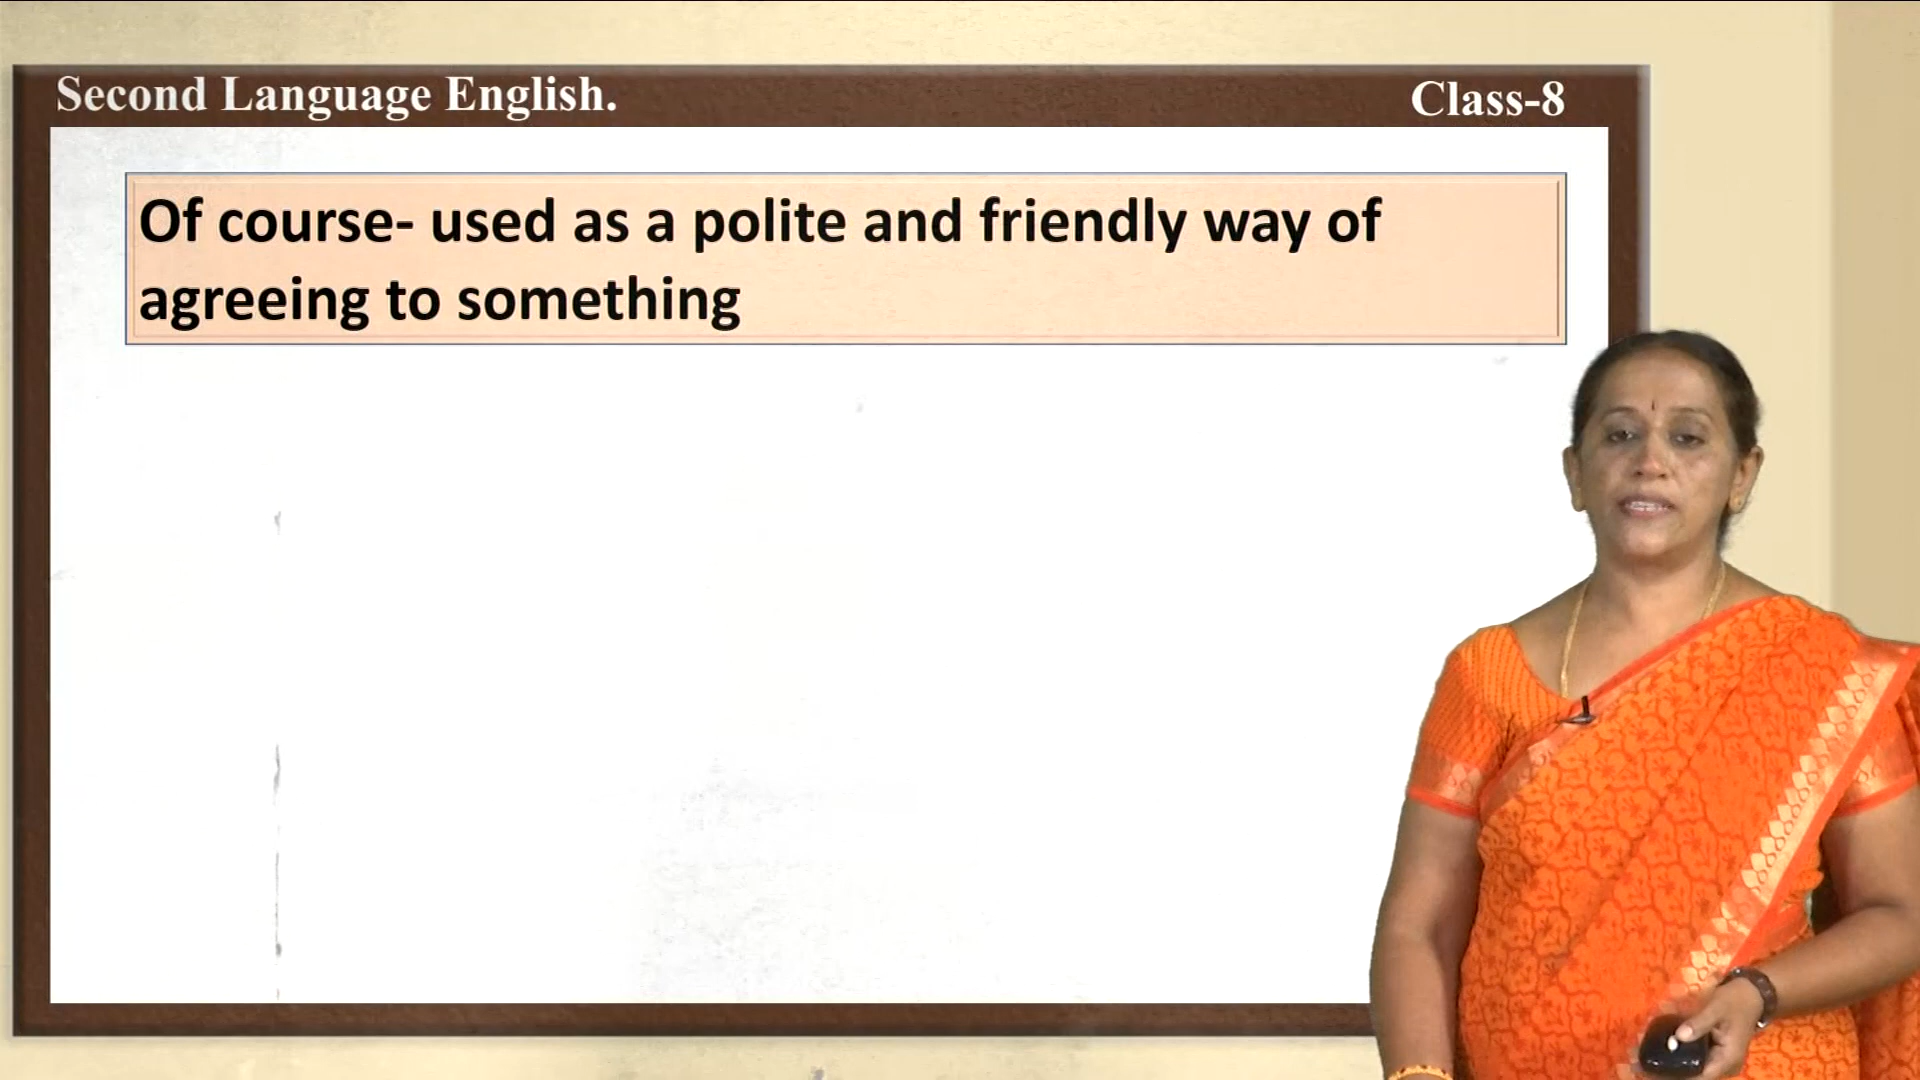 Second Language English.
Class-8
Of course- used as a polite and friendly way of
agreeing to something